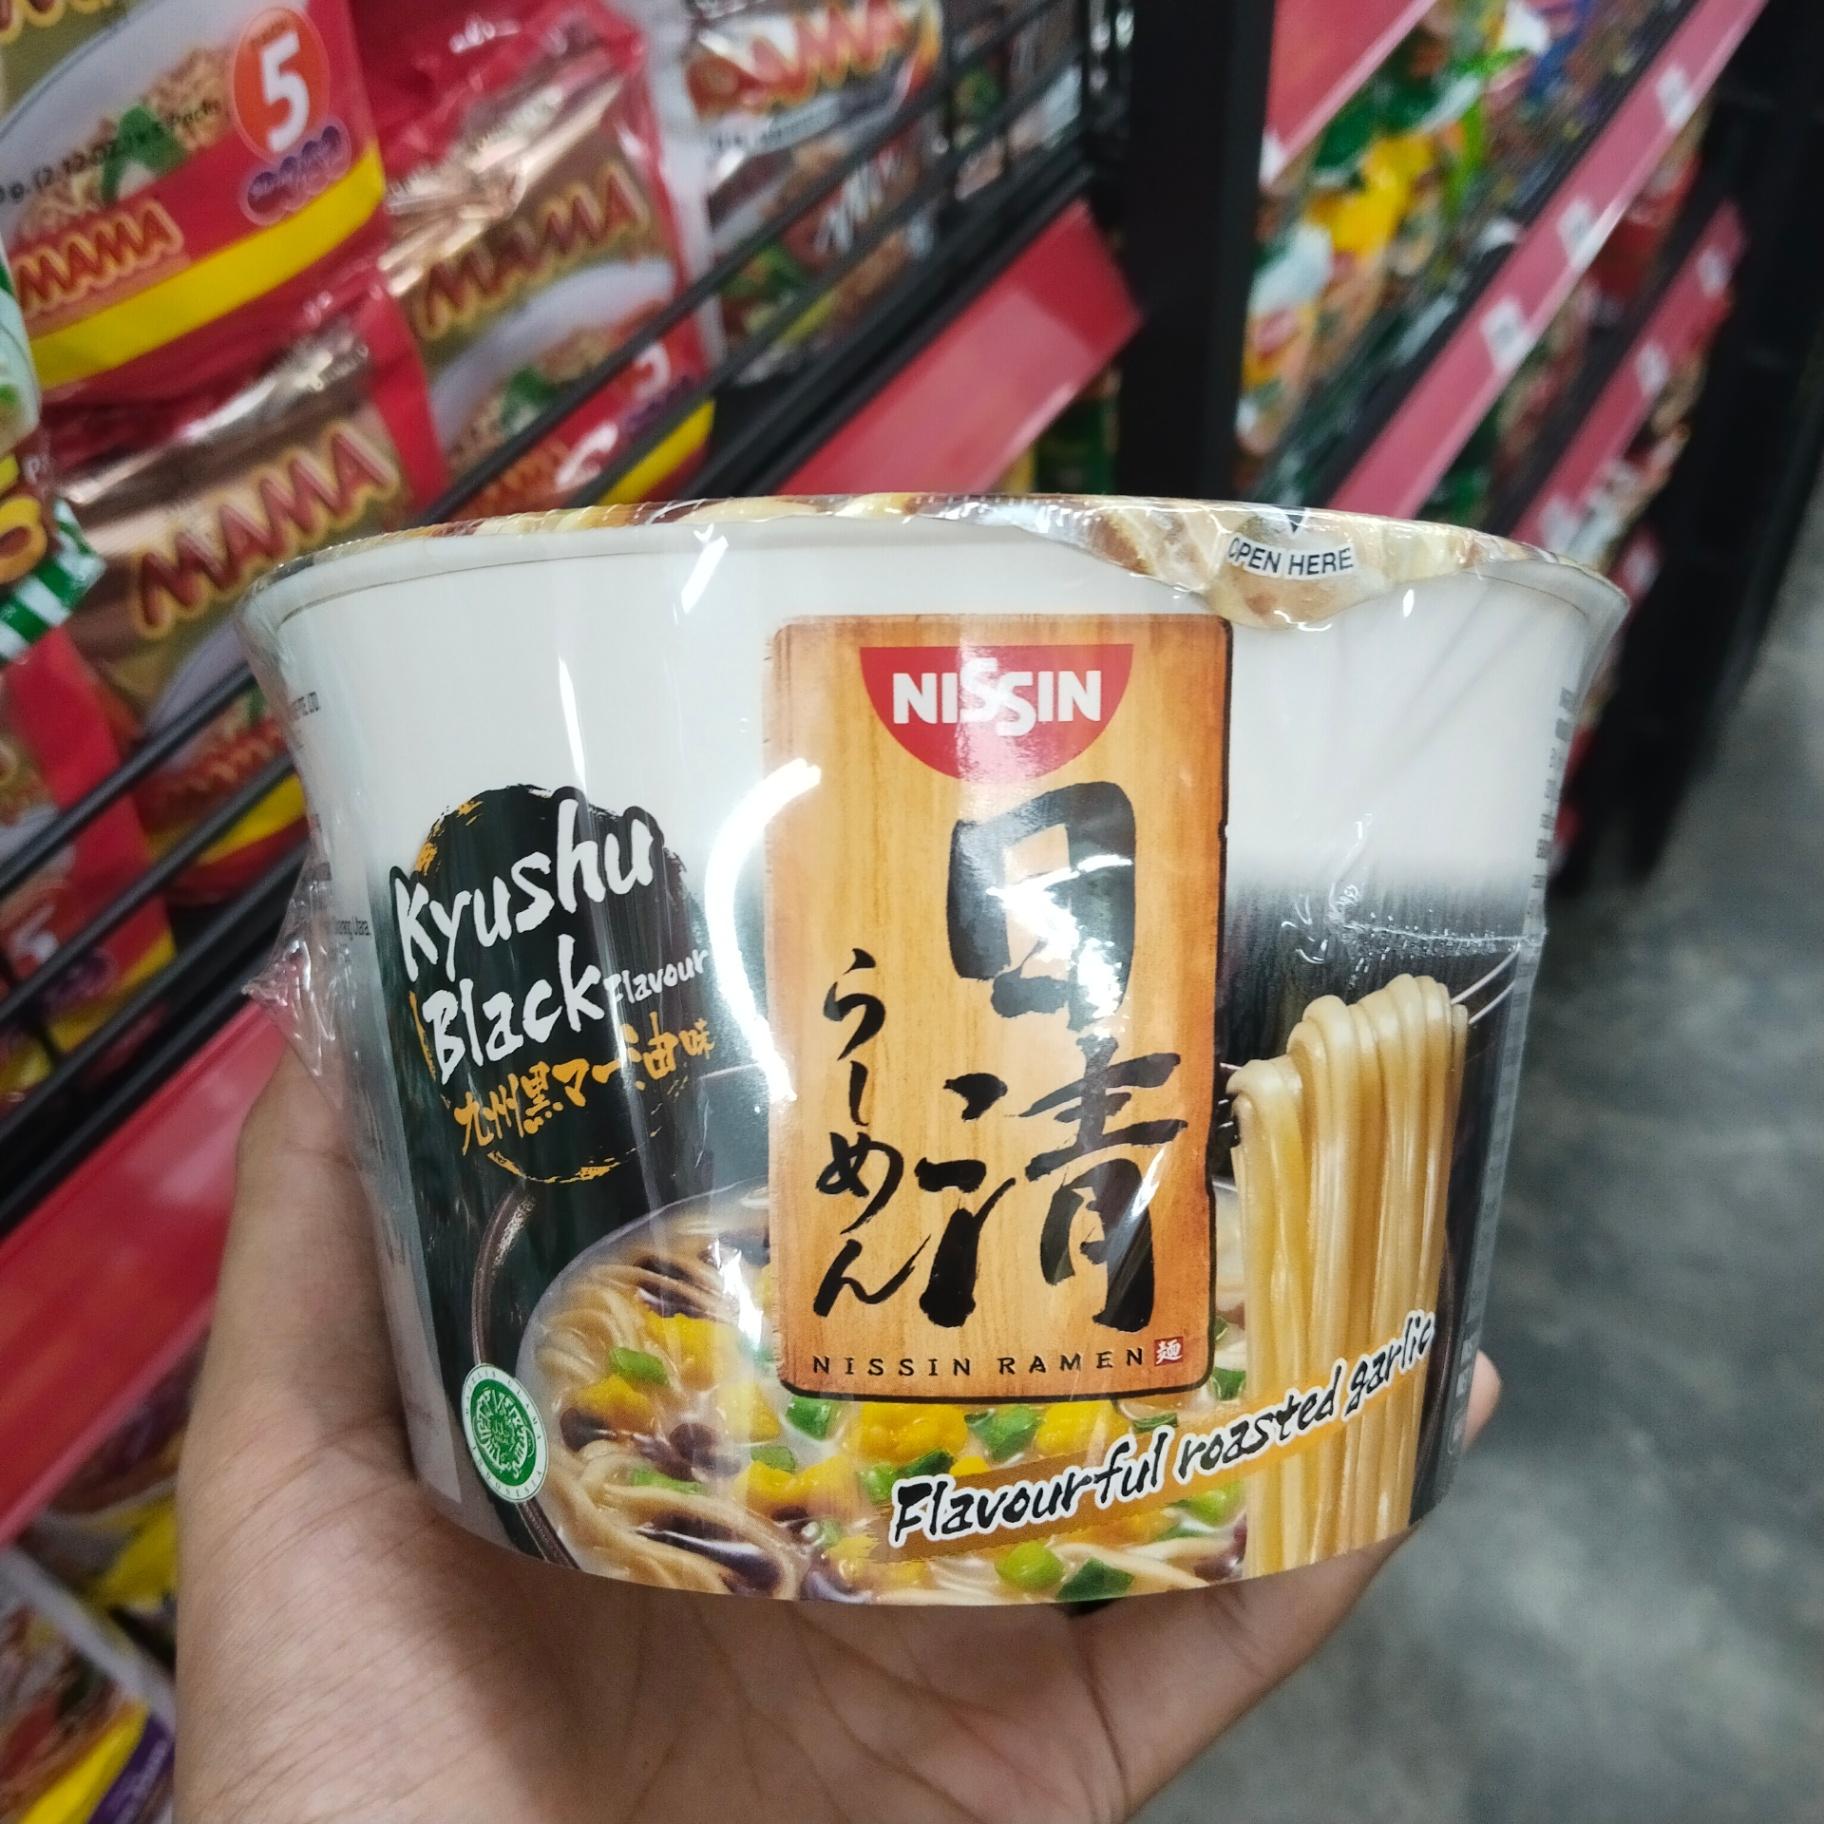 5
MAMA
MAMA
MAMA
OPEN HERE
NISSIN
日清
らーめん
NISSIN RAMEN 麺
Kyushu
Black Flavour
九州黒マー油味
Flavourful roasted garlic